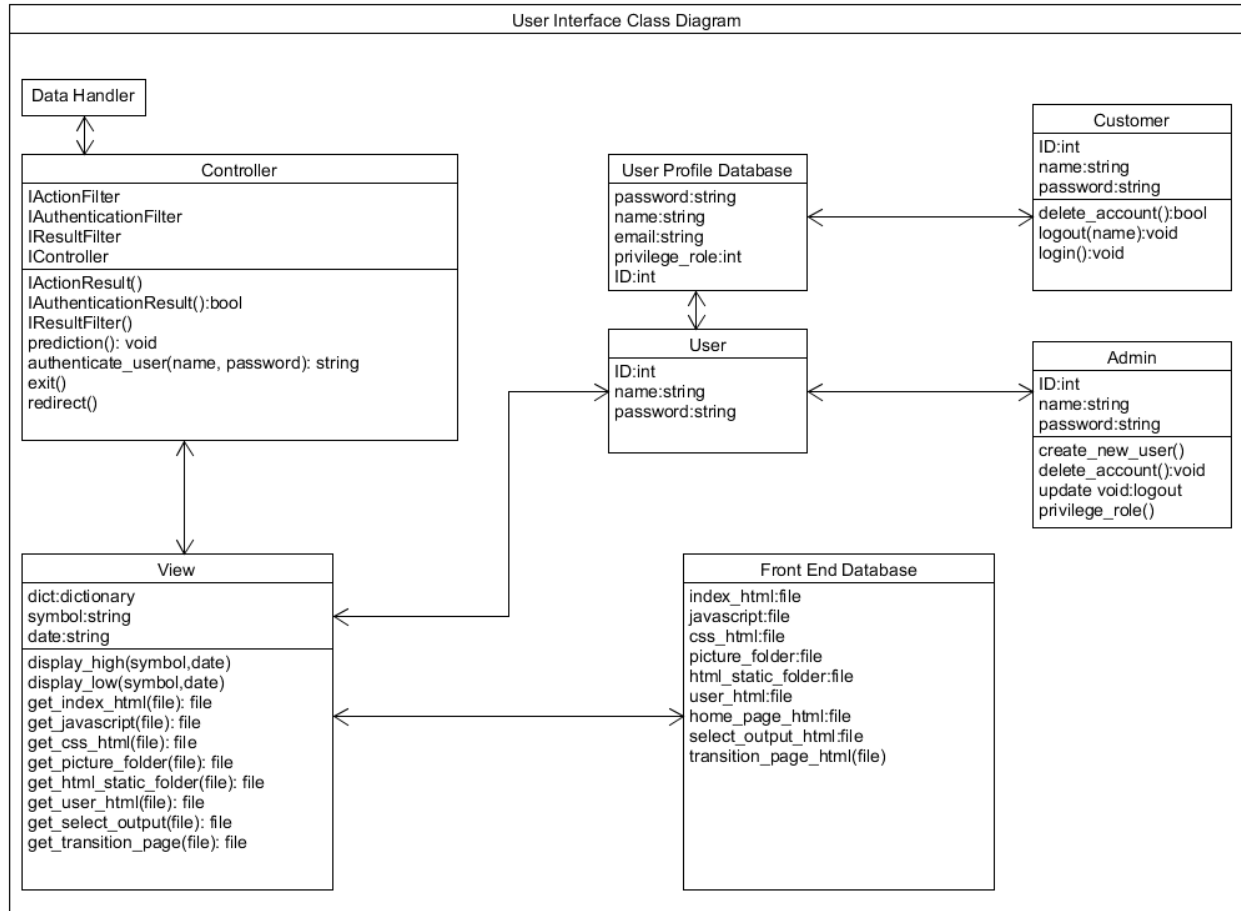 User Interface Class Diagram
Data Handler
Controller
IActionFilter
IAuthenticationFilter
IResultFilter
IController
IActionResult()
IAuthenticationResult():bool
IResultFilter()
prediction(): void
authenticate_user(name, password): string
exit()
redirect()
User Profile Database
password:string
name:string
email:string
privilege_role:int
ID:int
Customer
ID:int
name:string
password:string
delete_account():bool
logout(name):void
login():void
User
ID:int
name:string
password:string
Admin
ID:int
name:string
password:string
create_new_user()
delete_account():void
update void:logout
privilege_role()
View
dict:dictionary
symbol:string
date:string
display_high(symbol,date)
display_low(symbol,date)
get_index_html(file): file
get_javascript(file): file
get_css_html(file): file
get_picture_folder(file): file
get_html_static_folder(file): file
get_user_html(file): file
get_select_output(file): file
get_transition_page(file): file
Front End Database
index_html:file
javascript:file
css_html:file
picture_folder:file
html_static_folder:file
user_html:file
home_page_html:file
select_output_html:file
transition_page_html(file)